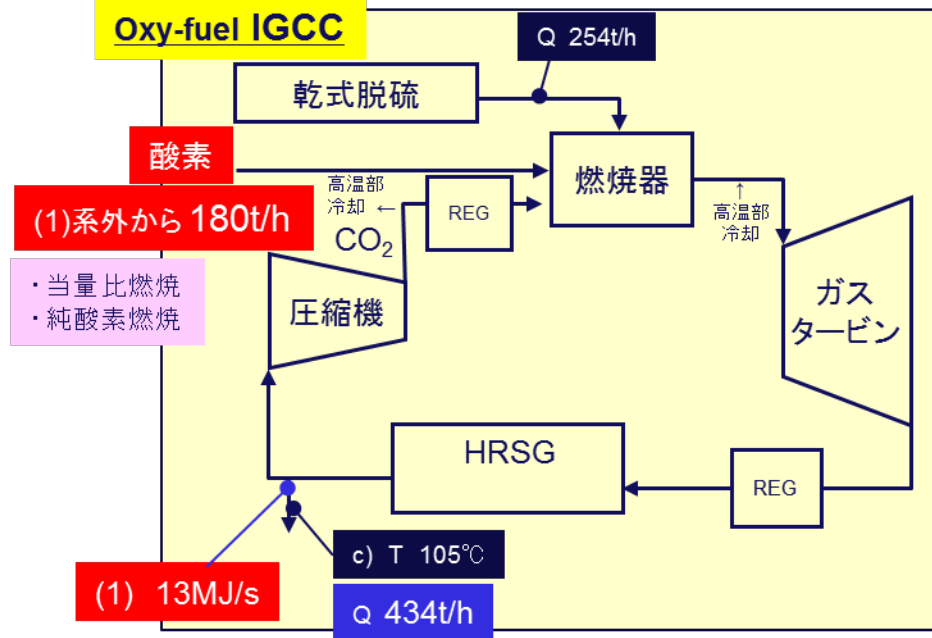 Oxy-fuel IGCC
Q 254t/h
乾式脱硫
酸素
燃焼器
高温部
冷却 ←
REG
↑
高温部
冷却
(1)系外から 180t/h
CO₂
・当量比燃焼
・純酸素燃焼
圧縮機
ガス
タービン
HRSG
REG
c) T 105℃
(1) 13MJ/s
Q 434t/h